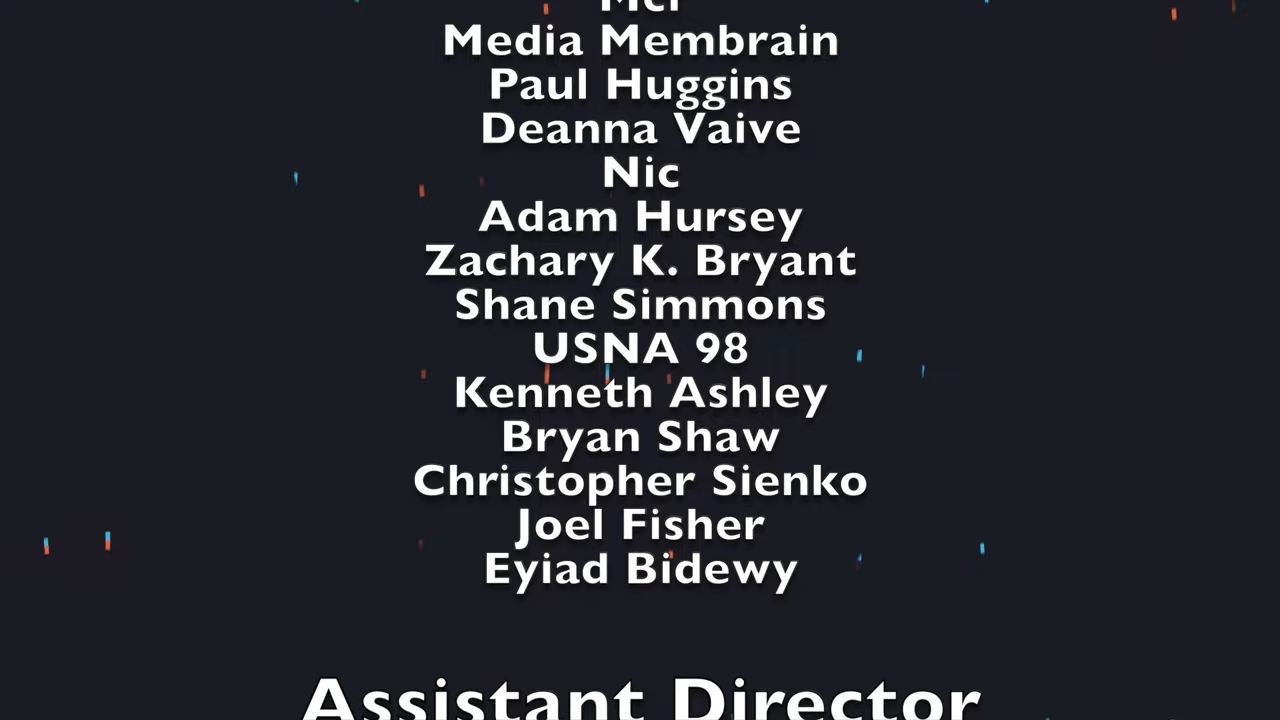 Media Membrain
Paul Huggins
Deanna Vaive
Nic
Adam Hursey
Zachary K. Bryant
Shane Simmons
USNA 98
Kenneth Ashley
Bryan Shaw
Christopher Sienko
Joel Fisher
Eyiad Bidewy
Assistant Director